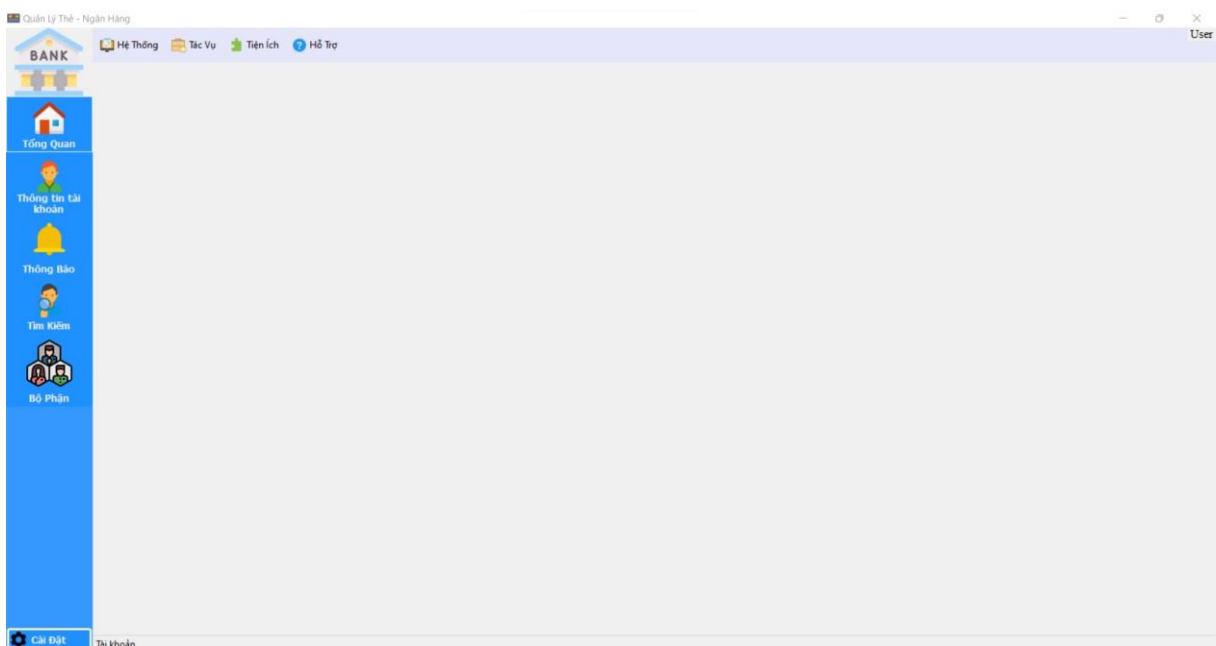 Quản Lý Thẻ - Ngân Hàng
User
BANK
Hệ Thống Tác Vụ Tiện Ích Hỗ Trợ
Tổng Quan
Thông tin tài
khoản
Thông Báo
Tìm Kiếm
Bộ Phận
Cài Đặt
Tài khoản